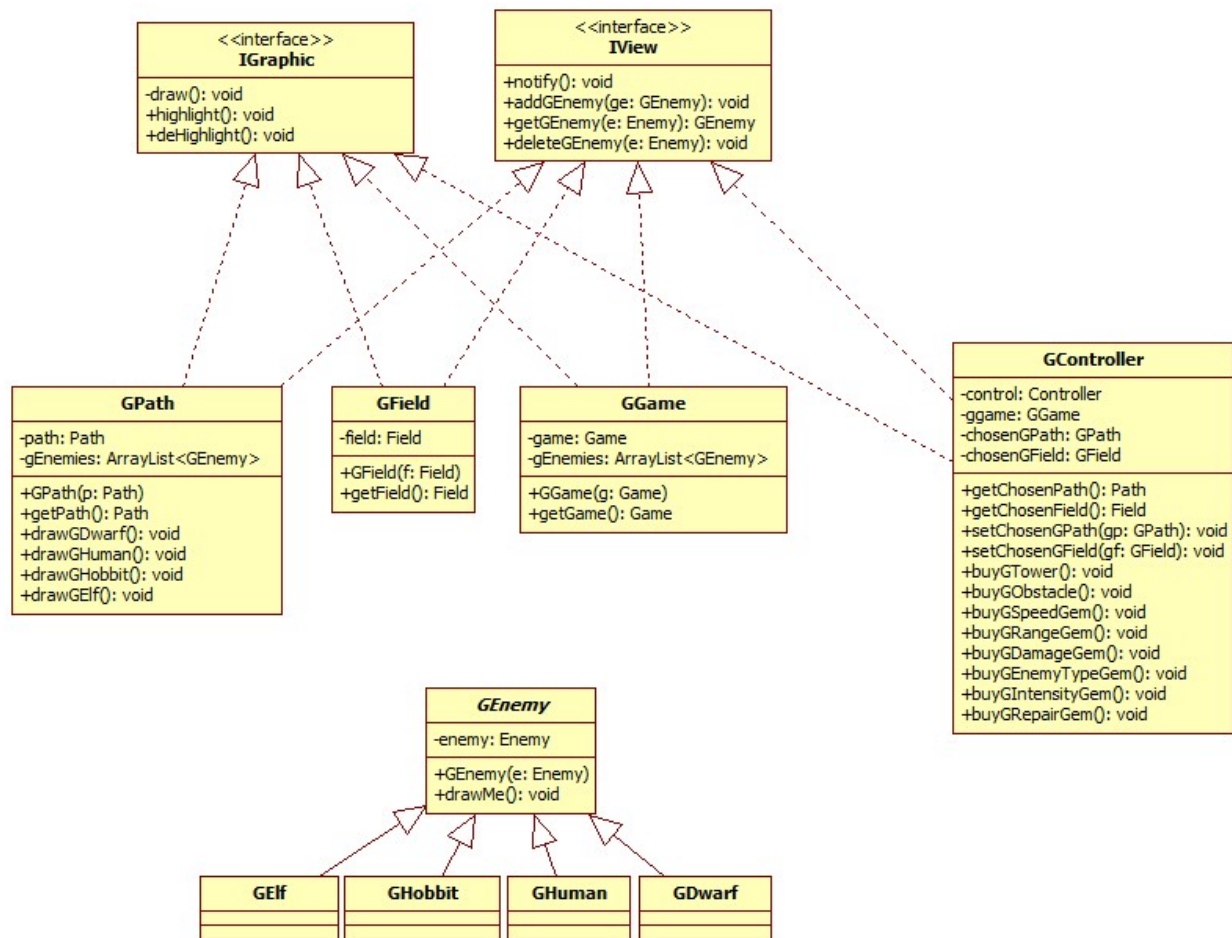 <<interface>>
IGraphic
-draw(): void
+highlight(): void
+deHighlight(): void
<<interface>>
IView
+notify(): void
+addGEnemy(ge: GEnemy): void
+getGEnemy(e: Enemy): GEnemy
+deleteGEnemy(e: Enemy): void
GPath
-path: Path
-gEnemies: ArrayList<GEnemy>
+GPath(p: Path)
+getPath(): Path
+drawGDwarf(): void
+drawGHuman(): void
+drawGHobbit(): void
+drawGElf(): void
GField
-field: Field
+GField(f: Field)
+getField(): Field
GGame
-game: Game
-gEnemies: ArrayList<GEnemy>
+GGame(g: Game)
+getGame(): Game
GController
-control: Controller
-ggame: GGame
-chosenGPath: GPath
-chosenGField: GField
+getChosenPath(): Path
+getChosenField(): Field
+setChosenGPath(gp: GPath): void
+setChosenGField(gf: GField): void
+buyGTower(): void
+buyGObstacle(): void
+buyGSpeedGem(): void
+buyGRangeGem(): void
+buyGDamageGem(): void
+buyGEnemyTypeGem(): void
+buyGIntensityGem(): void
+buyGRepairGem(): void
GEnemy
-enemy: Enemy
+GEnemy(e: Enemy)
+drawMe(): void
GElf
GHobbit
GHuman
GDwarf